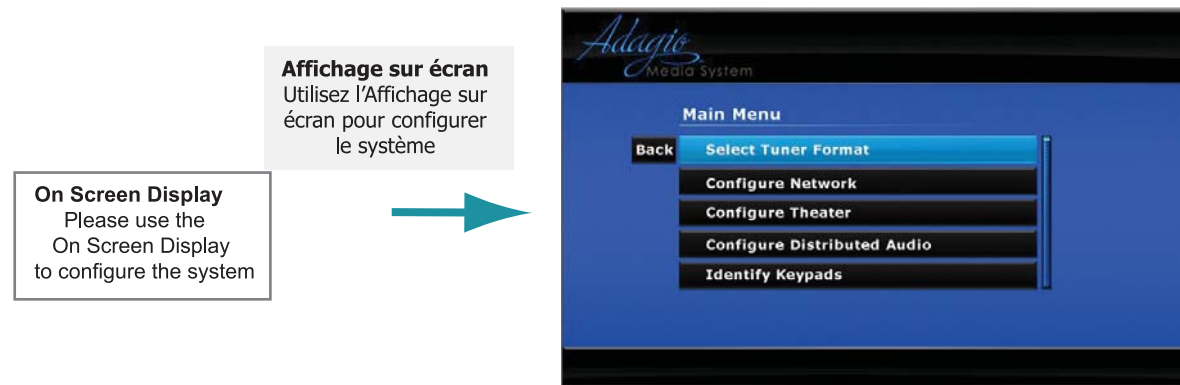 Affichage sur écran
Utilisez l'Affichage sur
écran pour configurer
le système
On Screen Display
Please use the
On Screen Display
to configure the system
Adagio
Media System
Main Menu
Back
Select Tuner Format
Configure Network
Configure Theater
Configure Distributed Audio
Identify Keypads